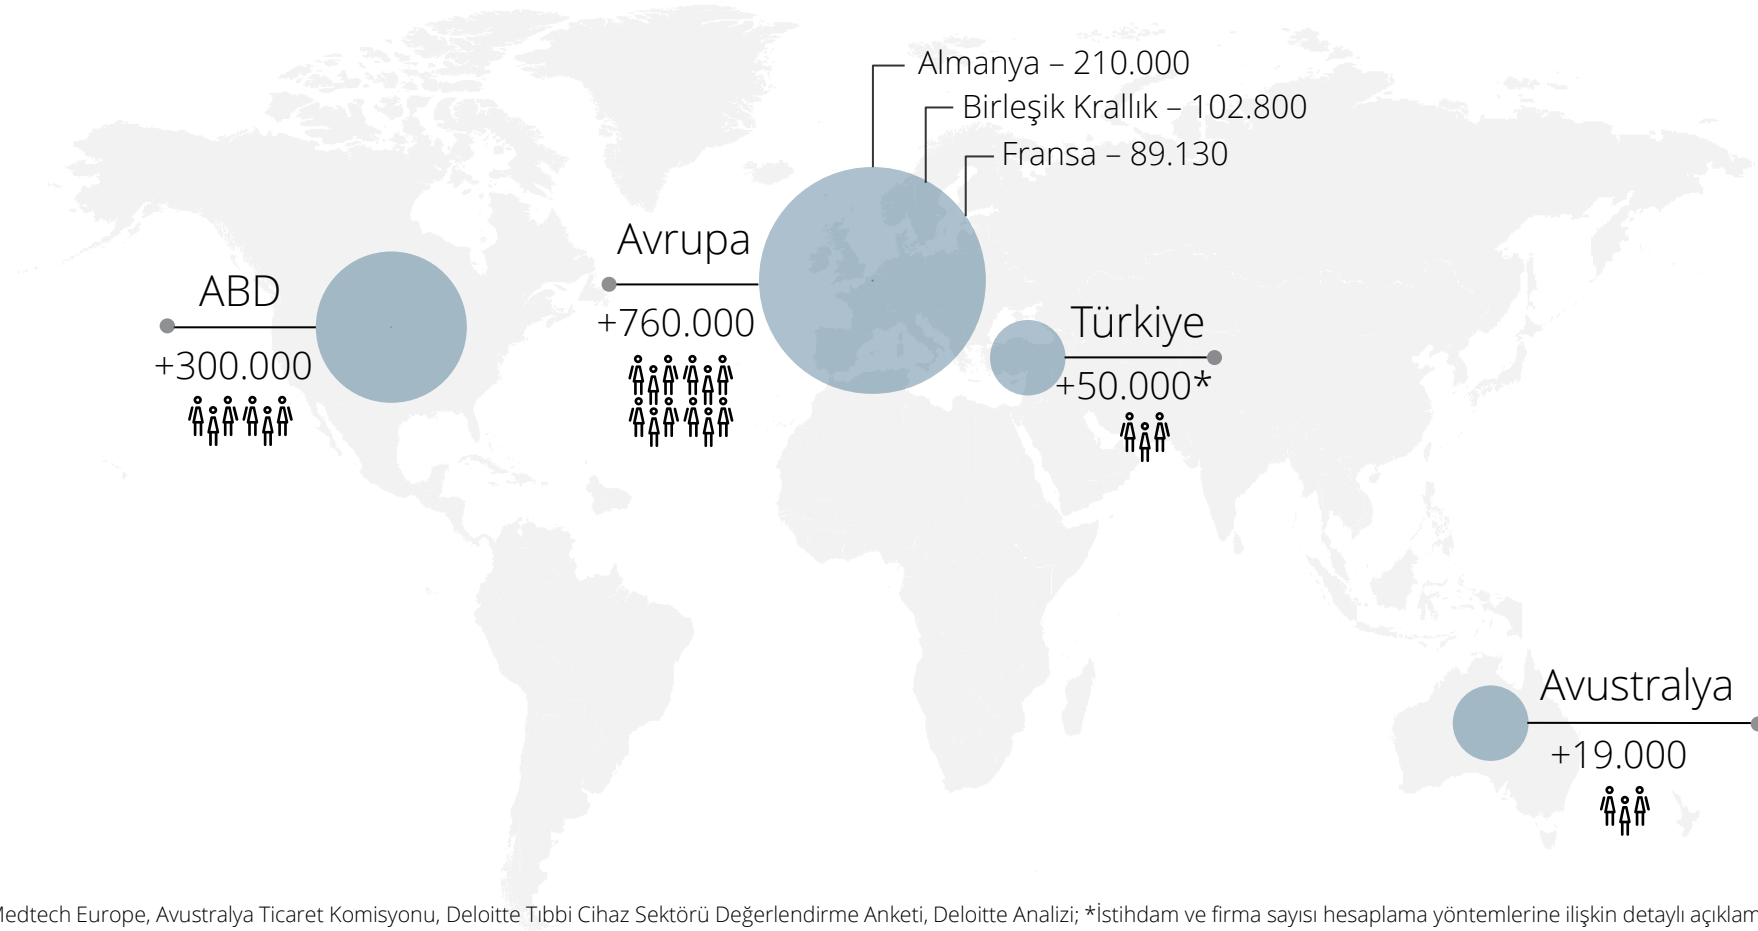 Almanya – 210.000
Birleşik Krallık – 102.800
Fransa – 89.130
Avrupa
+760.000
ABD
+300.000
Türkiye
+50.000*
Avustralya
+19.000
Medtech Europe, Avustralya Ticaret Komisyonu, Deloitte Tıbbi Cihaz Sektörü Değerlendirme Anketi, Deloitte Analizi; *İstihdam ve firma sayısı hesaplama yöntemlerine ilişkin detaylı açıklam